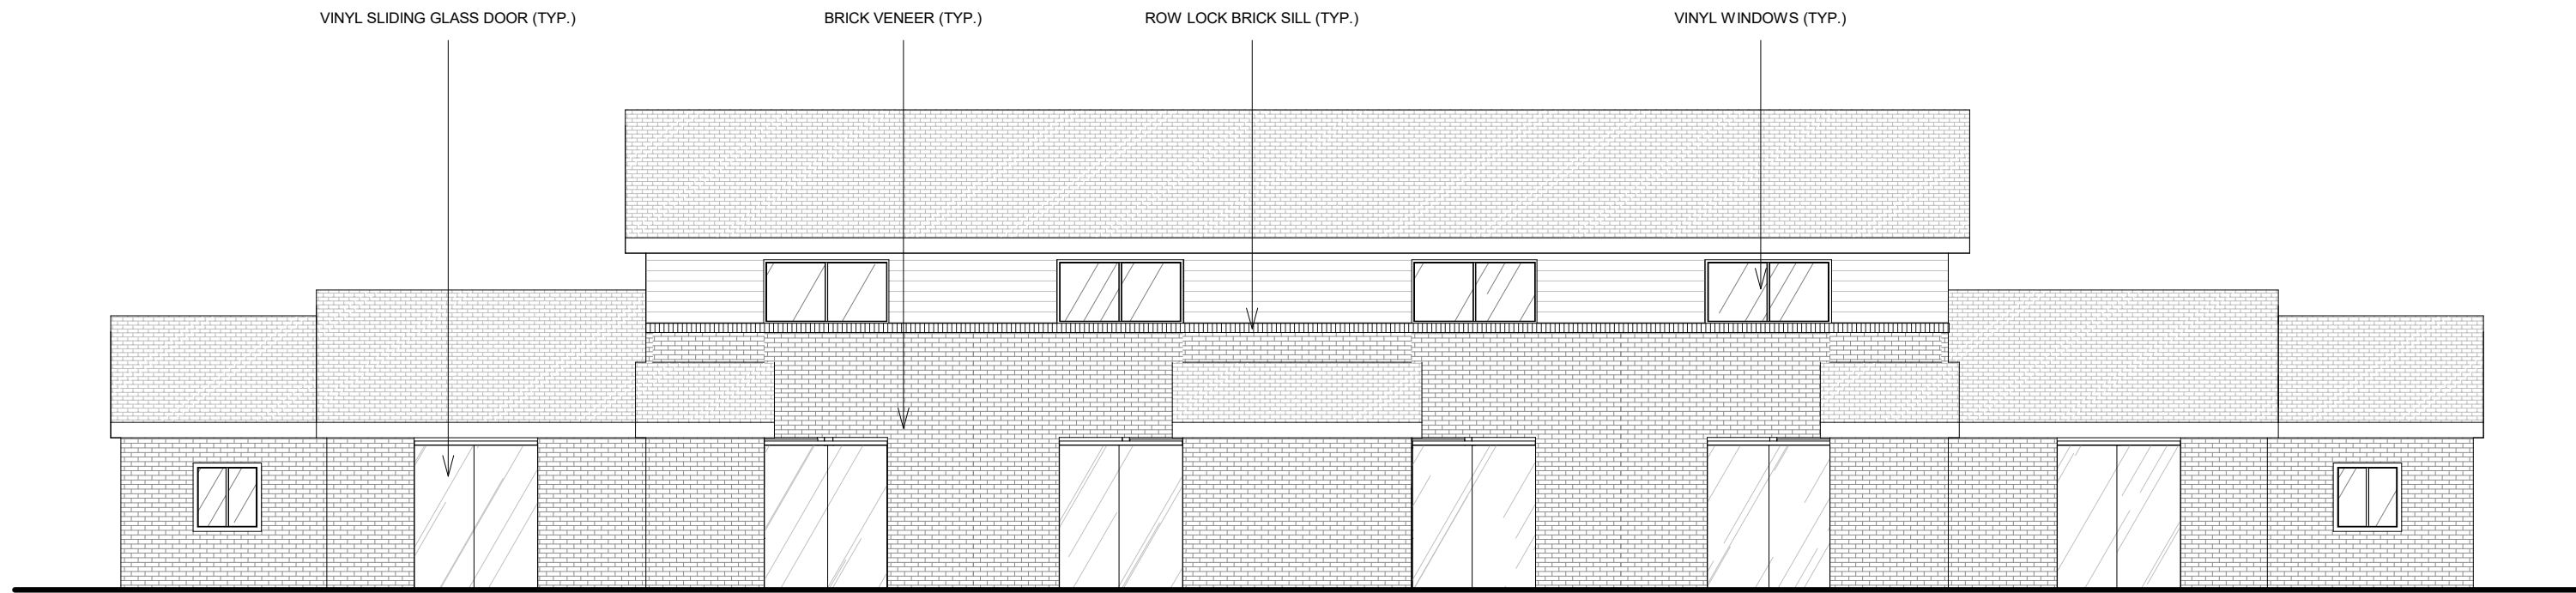 VINYL SLIDING GLASS DOOR (TYP.)
BRICK VENEER (TYP.)
ROW LOCK BRICK SILL (TYP.)
VINYL WINDOWS (TYP.)